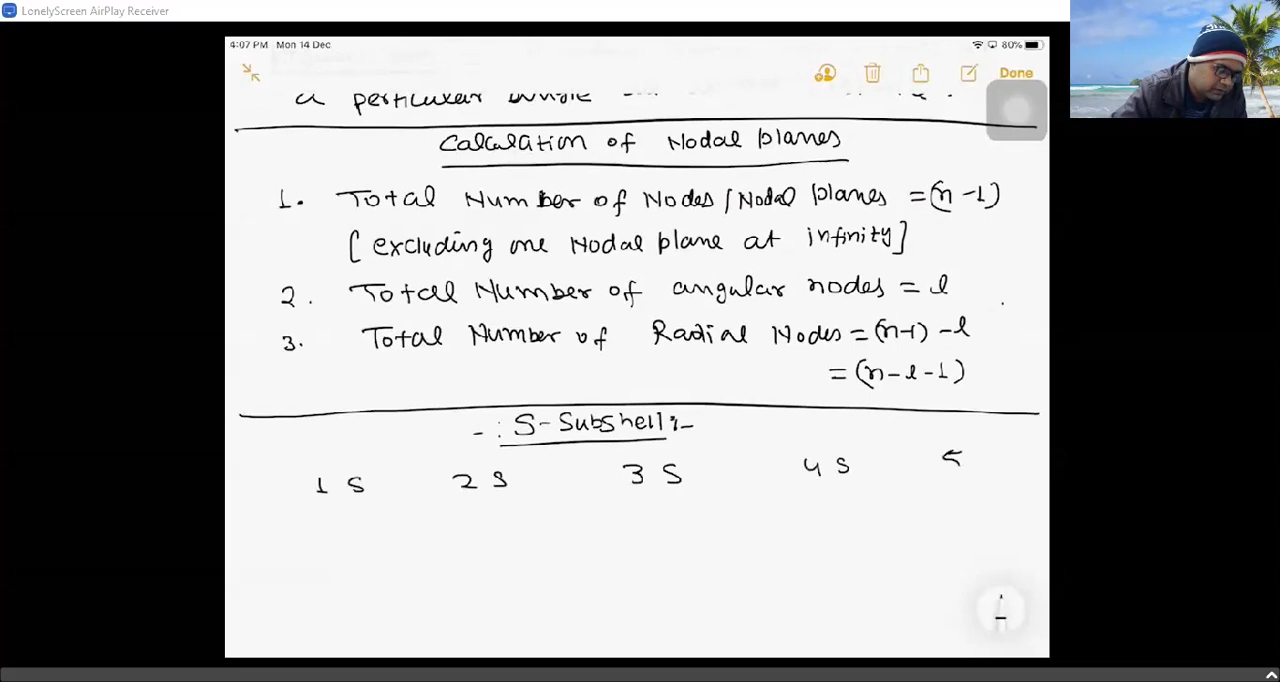 LonelyScreen AirPlay Receiver
4:07 PM Mon 14 Dec
80%
Done
a perticular
Calculation of Nodal planes
1. Total Number of Nodes/Nodal planes = (n-1)
[excluding one Nodal plane at infinity]
2. Total Number of angular nodes = l
3. Total Number of Radial Nodes = (n-1) - l
= (n - l - 1)
- : S- Subshell :-
1 S 2 S 3 S 4 S 5